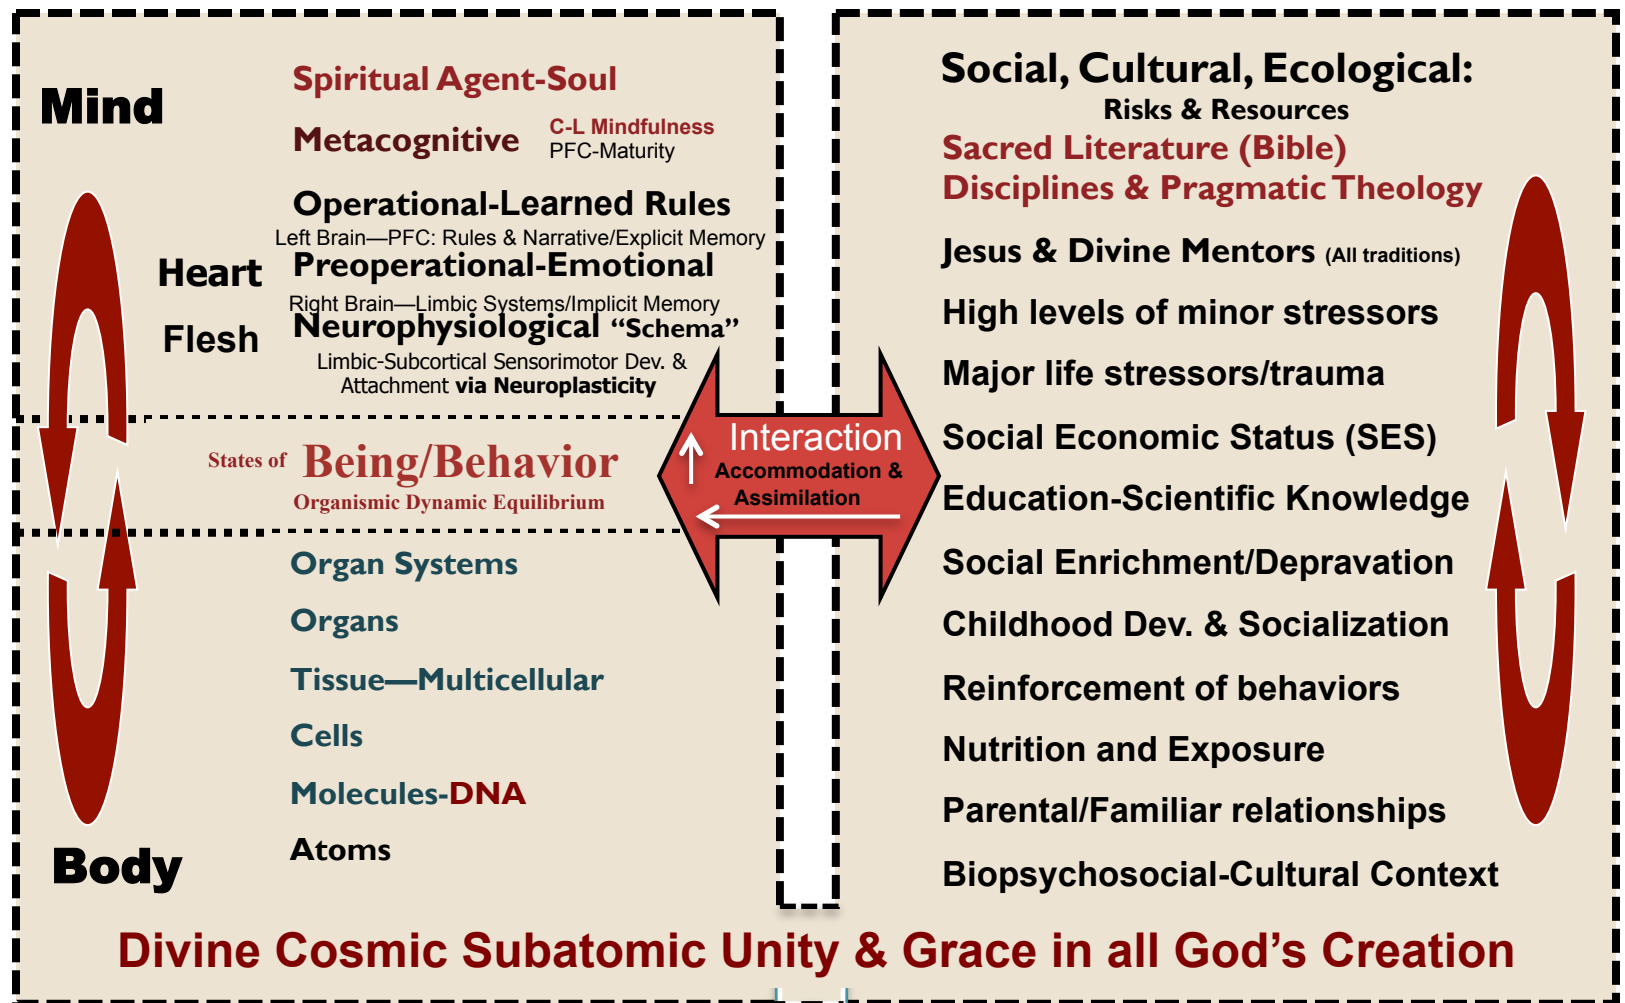 Mind
Spiritual Agent-Soul
Metacognitive
C-L Mindfulness
PFC-Maturity
Operational-Learned Rules
Left Brain—PFC: Rules & Narrative/Explicit Memory
Heart
Preoperational-Emotional
Right Brain—Limbic Systems/Implicit Memory
Flesh
Neurophysiological “Schema”
Limbic-Subcortical Sensorimotor Dev. &
Attachment via Neuroplasticity
States of Being/Behavior
Organismic Dynamic Equilibrium
Organ Systems
Organs
Tissue—Multicellular
Cells
Molecules-DNA
Atoms
Body
Interaction
Accommodation &
Assimilation
Social, Cultural, Ecological:
Risks & Resources
Sacred Literature (Bible)
Disciplines & Pragmatic Theology
Jesus & Divine Mentors (All traditions)
High levels of minor stressors
Major life stressors/trauma
Social Economic Status (SES)
Education-Scientific Knowledge
Social Enrichment/Depravation
Childhood Dev. & Socialization
Reinforcement of behaviors
Nutrition and Exposure
Parental/Familiar relationships
Biopsychosocial-Cultural Context
Divine Cosmic Subatomic Unity & Grace in all God’s Creation